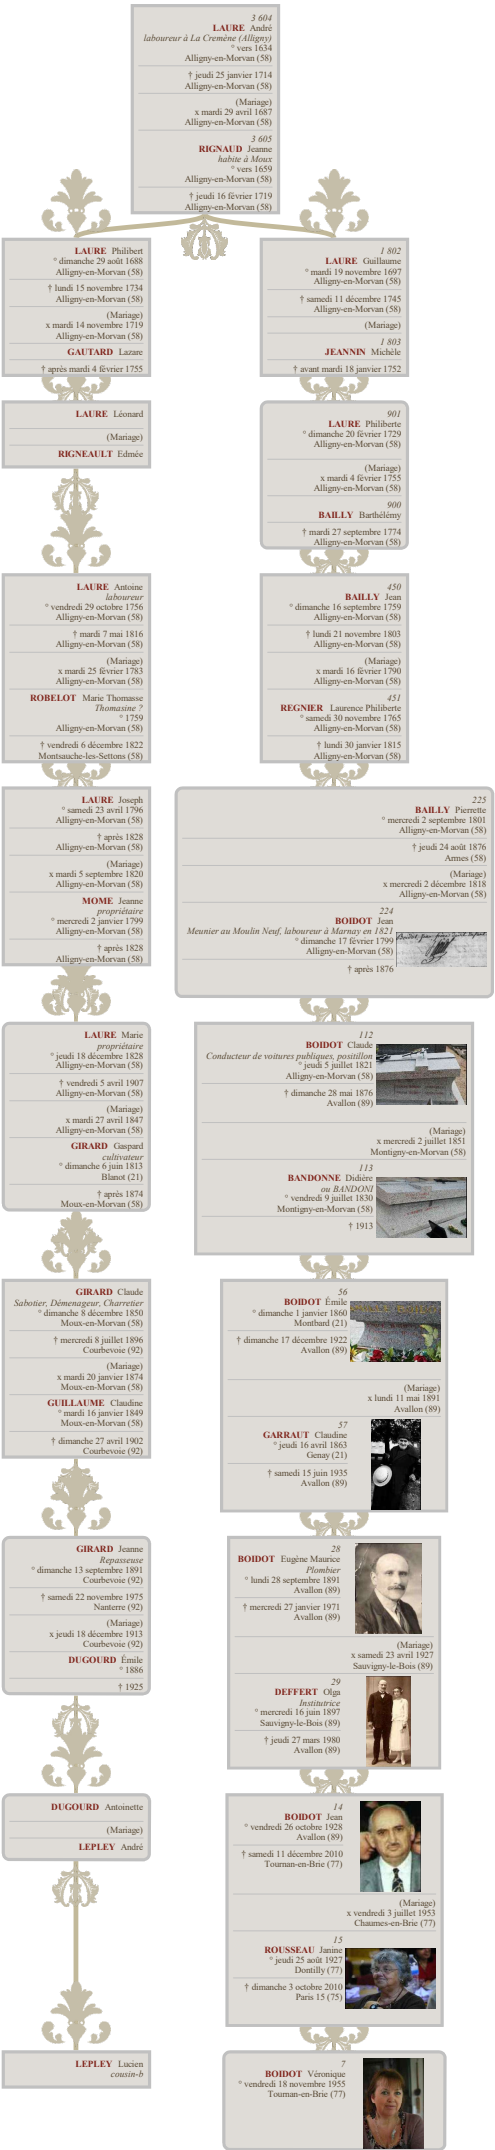 3 604
LAURE André
laboureur à La Cremène (Alligny)
° vers 1634
Alligny-en-Morvan (58)
† jeudi 25 janvier 1714
Alligny-en-Morvan (58)
(Mariage)
x mardi 29 avril 1687
Alligny-en-Morvan (58)
3 605
RIGNAUD Jeanne
habite à Moux
° vers 1659
Alligny-en-Morvan (58)
† jeudi 16 février 1719
Alligny-en-Morvan (58)
LAURE Philibert
° dimanche 29 août 1688
Alligny-en-Morvan (58)
† lundi 15 novembre 1734
Alligny-en-Morvan (58)
(Mariage)
x mardi 14 novembre 1719
Alligny-en-Morvan (58)
GAUTARD Lazare
† après mardi 4 février 1755
1 802
LAURE Guillaume
° mardi 19 novembre 1697
Alligny-en-Morvan (58)
† samedi 11 décembre 1745
Alligny-en-Morvan (58)
(Mariage)
1 803
JEANNIN Michèle
† avant mardi 18 janvier 1752
LAURE Léonard
(Mariage)
RIGNEAULT Edmée
901
LAURE Philiberte
° dimanche 20 février 1729
Alligny-en-Morvan (58)
(Mariage)
x mardi 4 février 1755
Alligny-en-Morvan (58)
900
BAILLY Barthélémy
† mardi 27 septembre 1774
Alligny-en-Morvan (58)
LAURE Antoine
laboureur
° vendredi 29 octobre 1756
Alligny-en-Morvan (58)
† mardi 7 mai 1816
Alligny-en-Morvan (58)
(Mariage)
x mardi 25 février 1783
Alligny-en-Morvan (58)
ROBELOT Marie Thomasse
Thomasine ?
° 1759
Alligny-en-Morvan (58)
† vendredi 6 décembre 1822
Montsauche-les-Settons (58)
450
BAILLY Jean
° dimanche 16 septembre 1759
Alligny-en-Morvan (58)
† lundi 21 novembre 1803
Alligny-en-Morvan (58)
(Mariage)
x mardi 16 février 1790
Alligny-en-Morvan (58)
451
REGNIER Laurence Philiberte
° samedi 30 novembre 1765
Alligny-en-Morvan (58)
† lundi 30 janvier 1815
Alligny-en-Morvan (58)
LAURE Joseph
° samedi 23 avril 1796
Alligny-en-Morvan (58)
† après 1828
Alligny-en-Morvan (58)
(Mariage)
x mardi 5 septembre 1820
Alligny-en-Morvan (58)
MOME Jeanne
propriétaire
° mercredi 2 janvier 1799
Alligny-en-Morvan (58)
† après 1828
Alligny-en-Morvan (58)
225
BAILLY Pierrette
° mercredi 2 septembre 1801
Alligny-en-Morvan (58)
† jeudi 24 août 1876
Armes (58)
(Mariage)
x mercredi 2 décembre 1818
Alligny-en-Morvan (58)
224
BOIDOT Jean
Meunier au Moulin Neuf, laboureur à Marnay en 1821
° dimanche 17 février 1799
Alligny-en-Morvan (58)
† après 1876
LAURE Marie
propriétaire
° jeudi 18 décembre 1828
Alligny-en-Morvan (58)
† vendredi 5 avril 1907
Alligny-en-Morvan (58)
(Mariage)
x mardi 27 avril 1847
Alligny-en-Morvan (58)
GIRARD Gaspard
cultivateur
° dimanche 6 juin 1813
Blanot (21)
† après 1874
Moux-en-Morvan (58)
112
BOIDOT Claude
Conducteur de voitures publiques, positillon
° jeudi 5 juillet 1821
Alligny-en-Morvan (58)
† dimanche 28 mai 1876
Avallon (89)
(Mariage)
x mercredi 2 juillet 1851
Montigny-en-Morvan (58)
113
BANDONNE Didière
ou BANDONI
° vendredi 9 juillet 1830
Montigny-en-Morvan (58)
† 1913
GIRARD Claude
Sabotier, Démenageur, Charretier
° dimanche 8 décembre 1850
Moux-en-Morvan (58)
† mercredi 8 juillet 1896
Courbevoie (92)
(Mariage)
x mardi 20 janvier 1874
Moux-en-Morvan (58)
GUILLAUME Claudine
° mardi 16 janvier 1849
Moux-en-Morvan (58)
† dimanche 27 avril 1902
Courbevoie (92)
56
BOIDOT Émile
° dimanche 1 janvier 1860
Montbard (21)
† dimanche 17 décembre 1922
Avallon (89)
(Mariage)
x lundi 11 mai 1891
Avallon (89)
57
GARRAUT Claudine
° jeudi 16 avril 1863
Genay (21)
† samedi 15 juin 1935
Avallon (89)
GIRARD Jeanne
Repasseuse
° dimanche 13 septembre 1891
Courbevoie (92)
† samedi 22 novembre 1975
Nanterre (92)
(Mariage)
x jeudi 18 décembre 1913
Courbevoie (92)
DUGOURD Émile
° 1886
† 1925
28
BOIDOT Eugène Maurice
Plombier
° lundi 28 septembre 1891
Avallon (89)
† mercredi 27 janvier 1971
Avallon (89)
(Mariage)
x samedi 23 avril 1927
Sauvigny-le-Bois (89)
29
DEFFERT Olga
Institutrice
° mercredi 16 juin 1897
Sauvigny-le-Bois (89)
† jeudi 27 mars 1980
Avallon (89)
DUGOURD Antoinette
(Mariage)
LEPLEY André
14
BOIDOT Jean
° vendredi 26 octobre 1928
Avallon (89)
† samedi 11 décembre 2010
Tournan-en-Brie (77)
(Mariage)
x vendredi 3 juillet 1953
Chaumes-en-Brie (77)
15
ROUSSEAU Janine
° jeudi 25 août 1927
Dontilly (77)
† dimanche 3 octobre 2010
Paris 15 (75)
LEPLEY Lucien
cousin-b
7
BOIDOT Véronique
° vendredi 18 novembre 1955
Tournan-en-Brie (77)